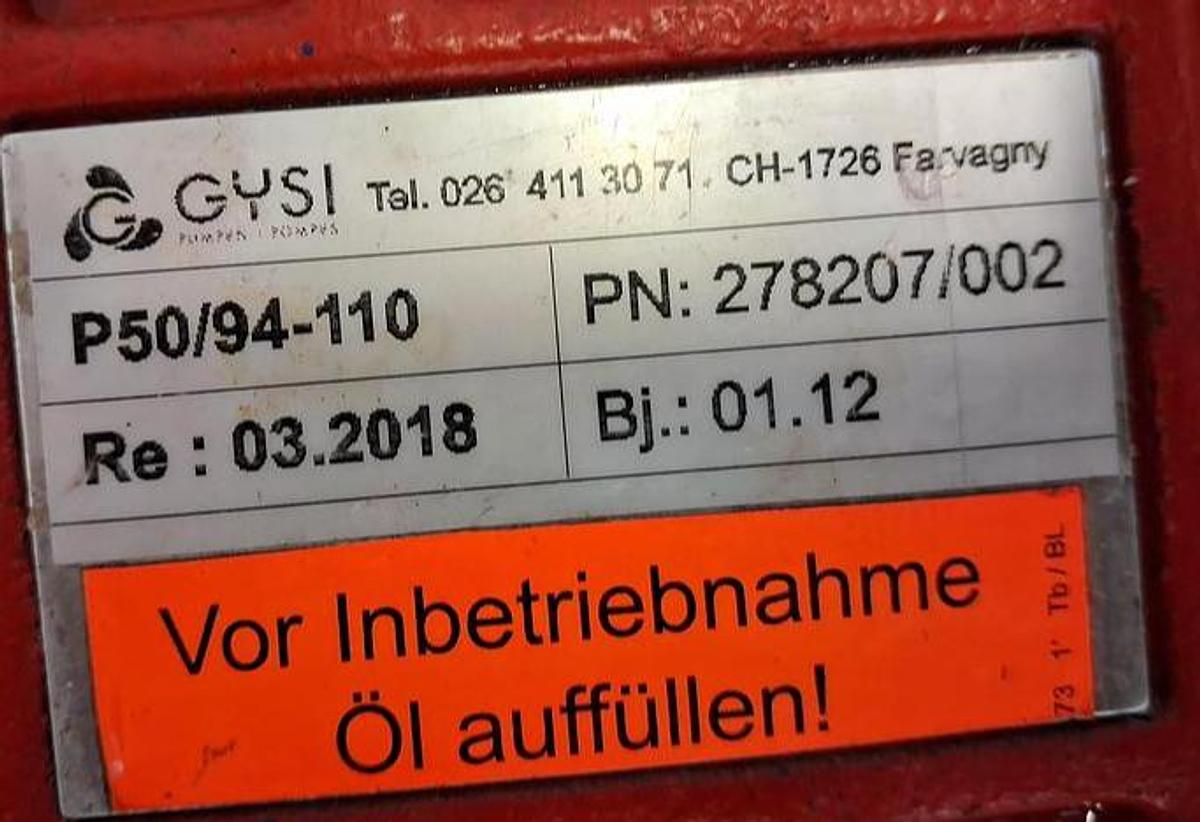 GYSI Tel. 026 411 30 71. CH-1726 Farvagny
PUMPEN | POMPES
P50/94-110 PN: 278207/002
Re : 03.2018 Bj.: 01.12
Vor Inbetriebnahme
Öl auffüllen!
73 1' Tb / BL